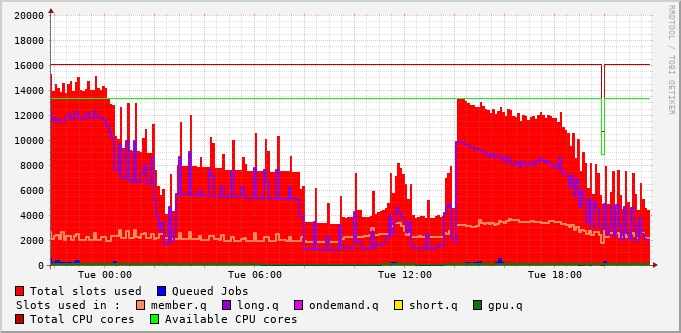 20000
18000
16000
14000
12000
10000
8000
6000
4000
2000
0
Tue 00:00 Tue 06:00 Tue 12:00 Tue 18:00
RRDTOOL / TOBI OETIKER
Total slots used Queued Jobs
Slots used in : member.q long.q ondemand.q short.q gpu.q
Total CPU cores Available CPU cores